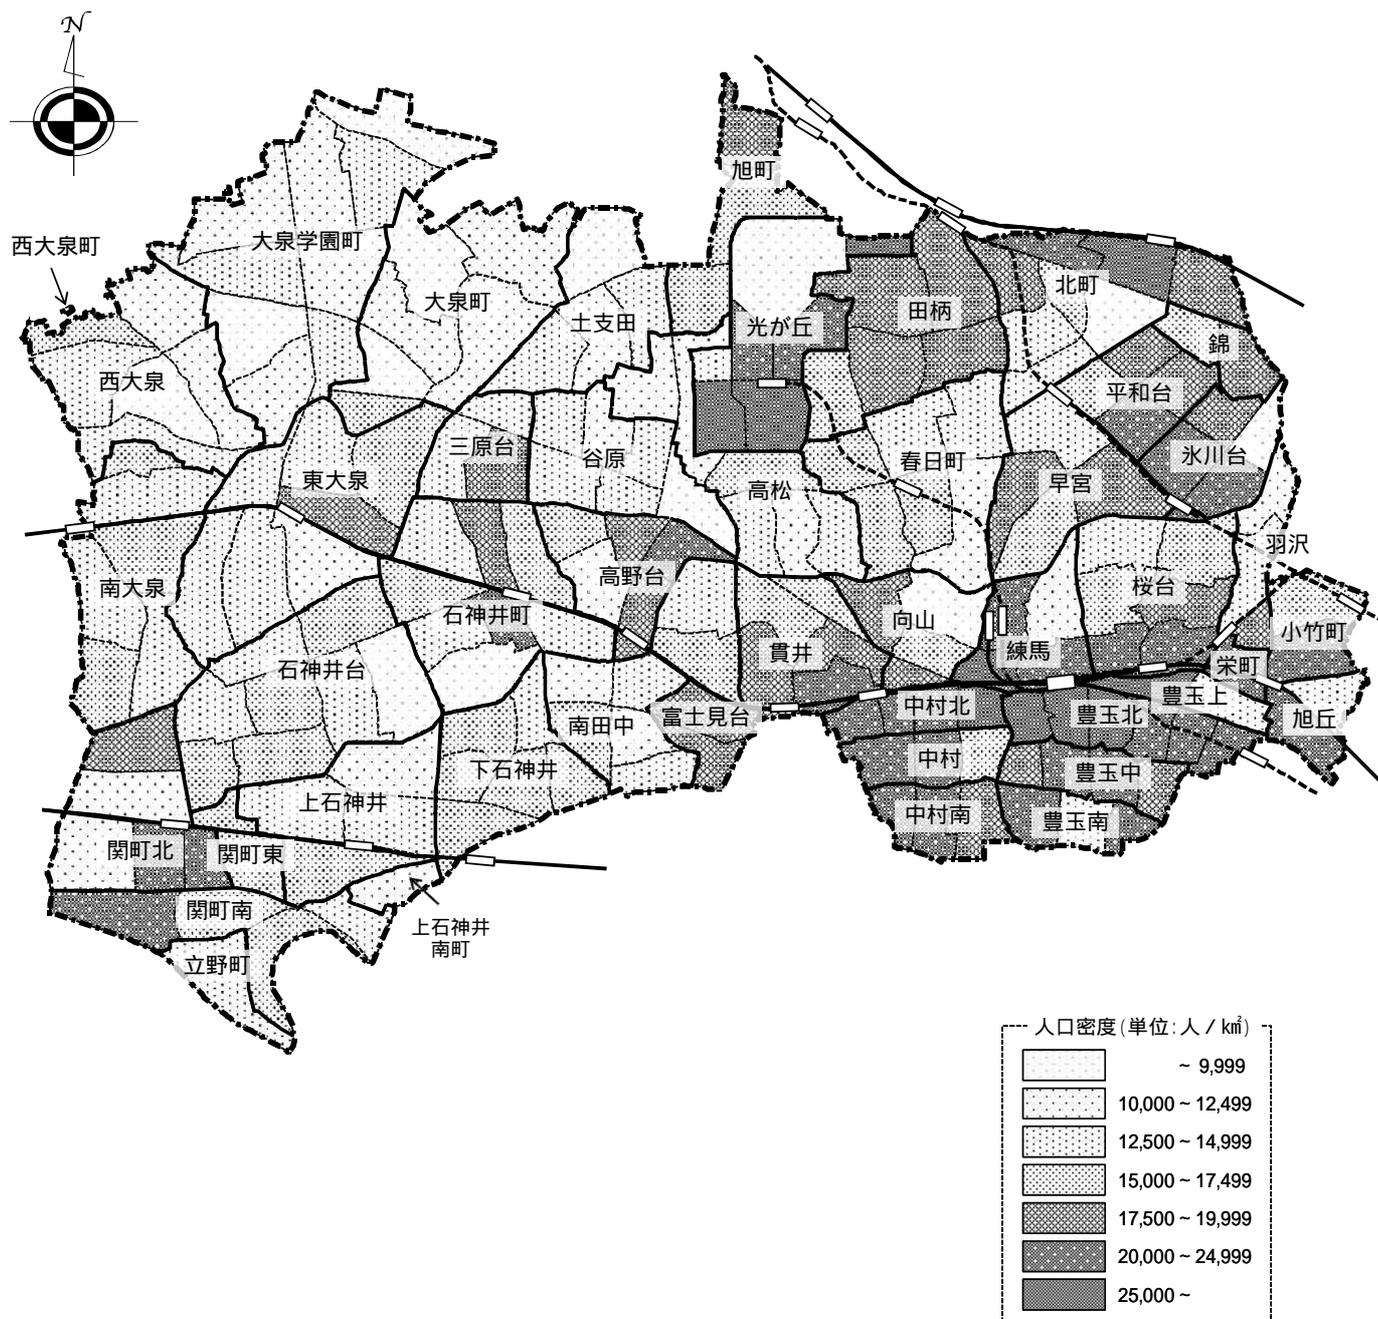 N
旭町
西大泉町
大泉学園町
大泉町
土支田
光が丘
田柄
北町
錦
西大泉
平和台
氷川台
東大泉
三原台
谷原
高松
春日町
早宮
羽沢
南大泉
高野台
石神井町
桜台
向山
小竹町
石神井台
貫井
練馬
栄町
南田中
富士見台
中村北
豊玉北
豊玉上
旭丘
下石神井
中村
豊玉中
上石神井
中村南
豊玉南
関町北
関町東
関町南
上石神井
南町
立野町
人口密度(単位:人/k㎡)
~ 9,999
10,000 ~ 12,499
12,500 ~ 14,999
15,000 ~ 17,499
17,500 ~ 19,999
20,000 ~ 24,999
25,000 ~